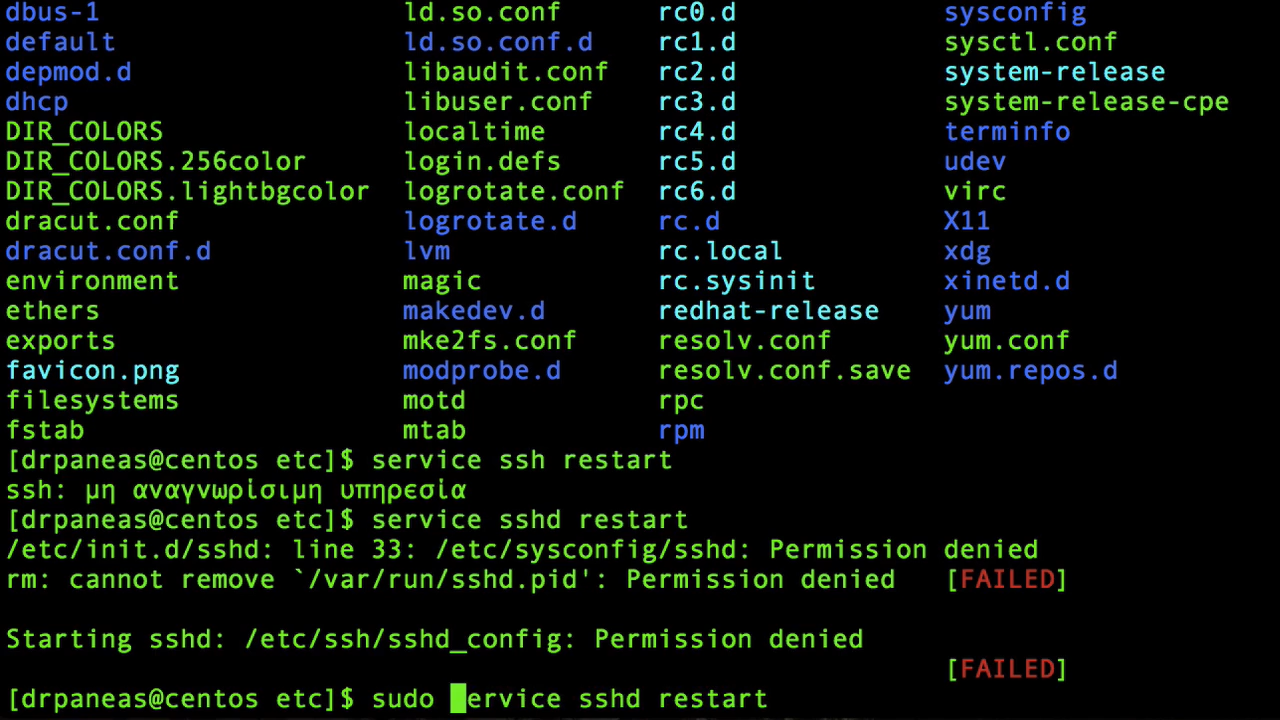 dbus-1 ld.so.conf rc0.d sysconfig
default ld.so.conf.d rc1.d sysctl.conf
depmod.d libaudit.conf rc2.d system-release
dhcp libuser.conf rc3.d system-release-cpe
DIR_COLORS localtime rc4.d terminfo
DIR_COLORS.256color login.defs rc5.d udev
DIR_COLORS.lightbgcolor logrotate.conf rc6.d virc
dracut.conf logrotate.d rc.d X11
dracut.conf.d lvm rc.local xdg
environment magic rc.sysinit xinetd.d
ethers makedev.d redhat-release yum
exports mke2fs.conf resolv.conf yum.conf
favicon.png modprobe.d resolv.conf.save yum.repos.d
filesystems motd rpc
fstab mtab rpm
[drpaneas@centos etc]$ service ssh restart
ssh: μη αναγνωρίσιμη υπηρεσία
[drpaneas@centos etc]$ service sshd restart
/etc/init.d/sshd: line 33: /etc/sysconfig/sshd: Permission denied
rm: cannot remove `/var/run/sshd.pid': Permission denied [FAILED]
Starting sshd: /etc/ssh/sshd_config: Permission denied
[FAILED]
[drpaneas@centos etc]$ sudo service sshd restart